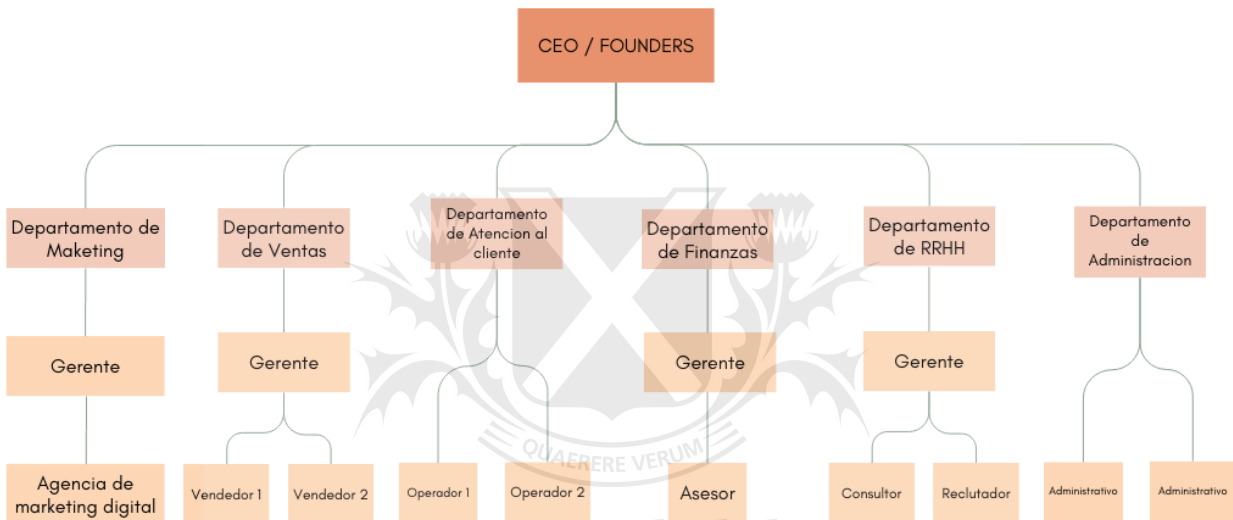 CEO / FOUNDERS
Departamento de
Maketing
Departamento
de Ventas
Departamento
de Atencion al
cliente
Departamento
de Finanzas
Departamento
de RRHH
Departamento
de
Administracion
Gerente
Gerente
Gerente
Gerente
Agencia de
marketing digital
Vendedor 1
Vendedor 2
Operador 1
Operador 2
Asesor
Consultor
Reclutador
Administrativo
Administrativo
QUAERERE VERUM